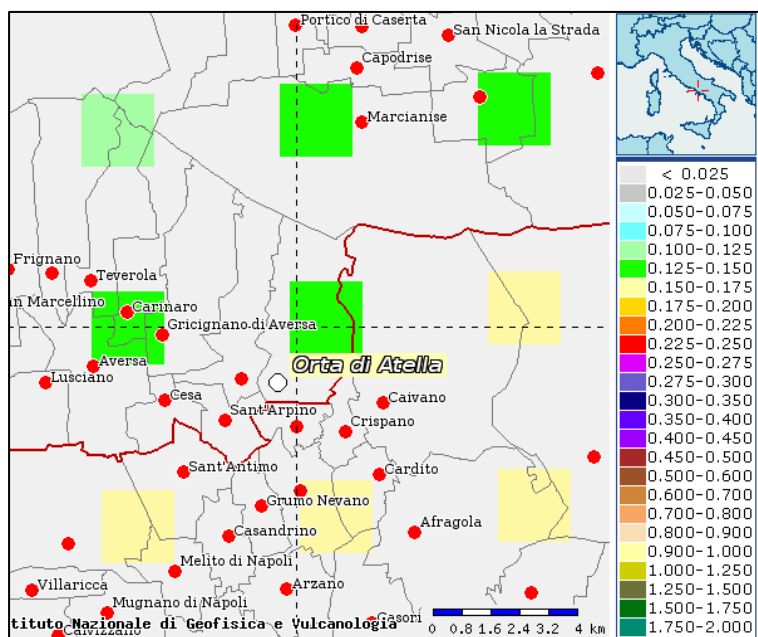 Portico di Caserta
San Nicola la Strada
Capodrise
Marcianise
Frignano
Teverola
an Marcellino
Carinaro
Gricignano di Aversa
Aversa
Orta di Atella
Lusciano
Cesa
Caivano
Sant'Arpino
Crispano
Sant'Antimo
Cardito
Grumo Nevano
Casandrino
Afragola
Melito di Napoli
Villaricca
Arzano
Mugnano di Napoli
Casori
tituto Nazionale di Geofisica e Vulcanologia
Calvizzano
0 0.8 1.6 2.4 3.2 4 km
< 0.025
0.025-0.050
0.050-0.075
0.075-0.100
0.100-0.125
0.125-0.150
0.150-0.175
0.175-0.200
0.200-0.225
0.225-0.250
0.250-0.275
0.275-0.300
0.300-0.350
0.350-0.400
0.400-0.450
0.450-0.500
0.500-0.600
0.600-0.700
0.700-0.800
0.800-0.900
0.900-1.000
1.000-1.250
1.250-1.500
1.500-1.750
1.750-2.000